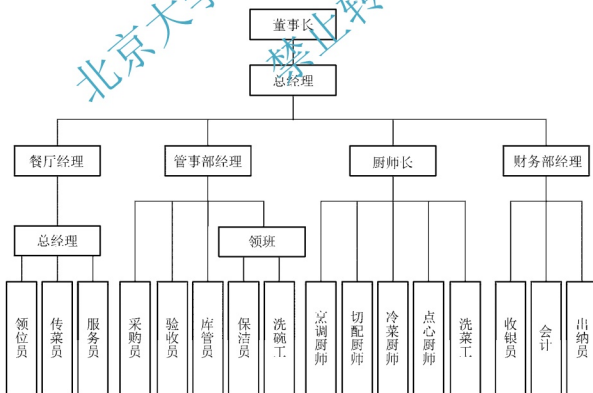 北京大学
禁止转
董事长
总经理
餐厅经理
管事部经理
厨师长
财务部经理
总经理
领班
领位员
传菜员
服务员
采购员
验收员
库管员
保洁员
洗碗工
烹调厨师
切配厨师
冷菜厨师
点心厨师
洗菜工
收银员
会计
出纳员